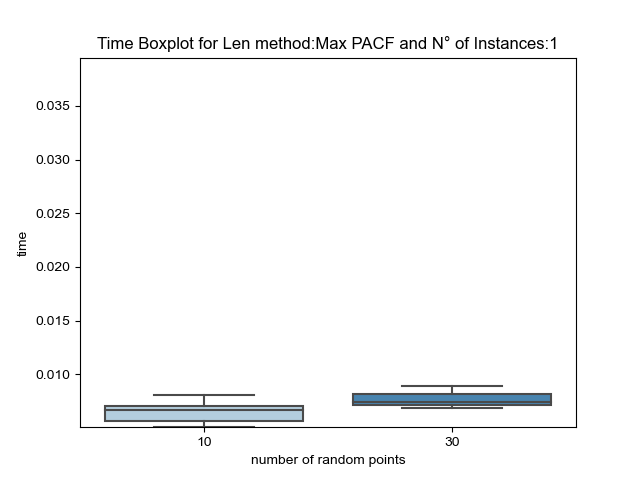 Time Boxplot for Len method:Max PACF and N° of Instances:1
0.035
0.030
0.025
0.020
0.015
0.010
time
10
30
number of random points